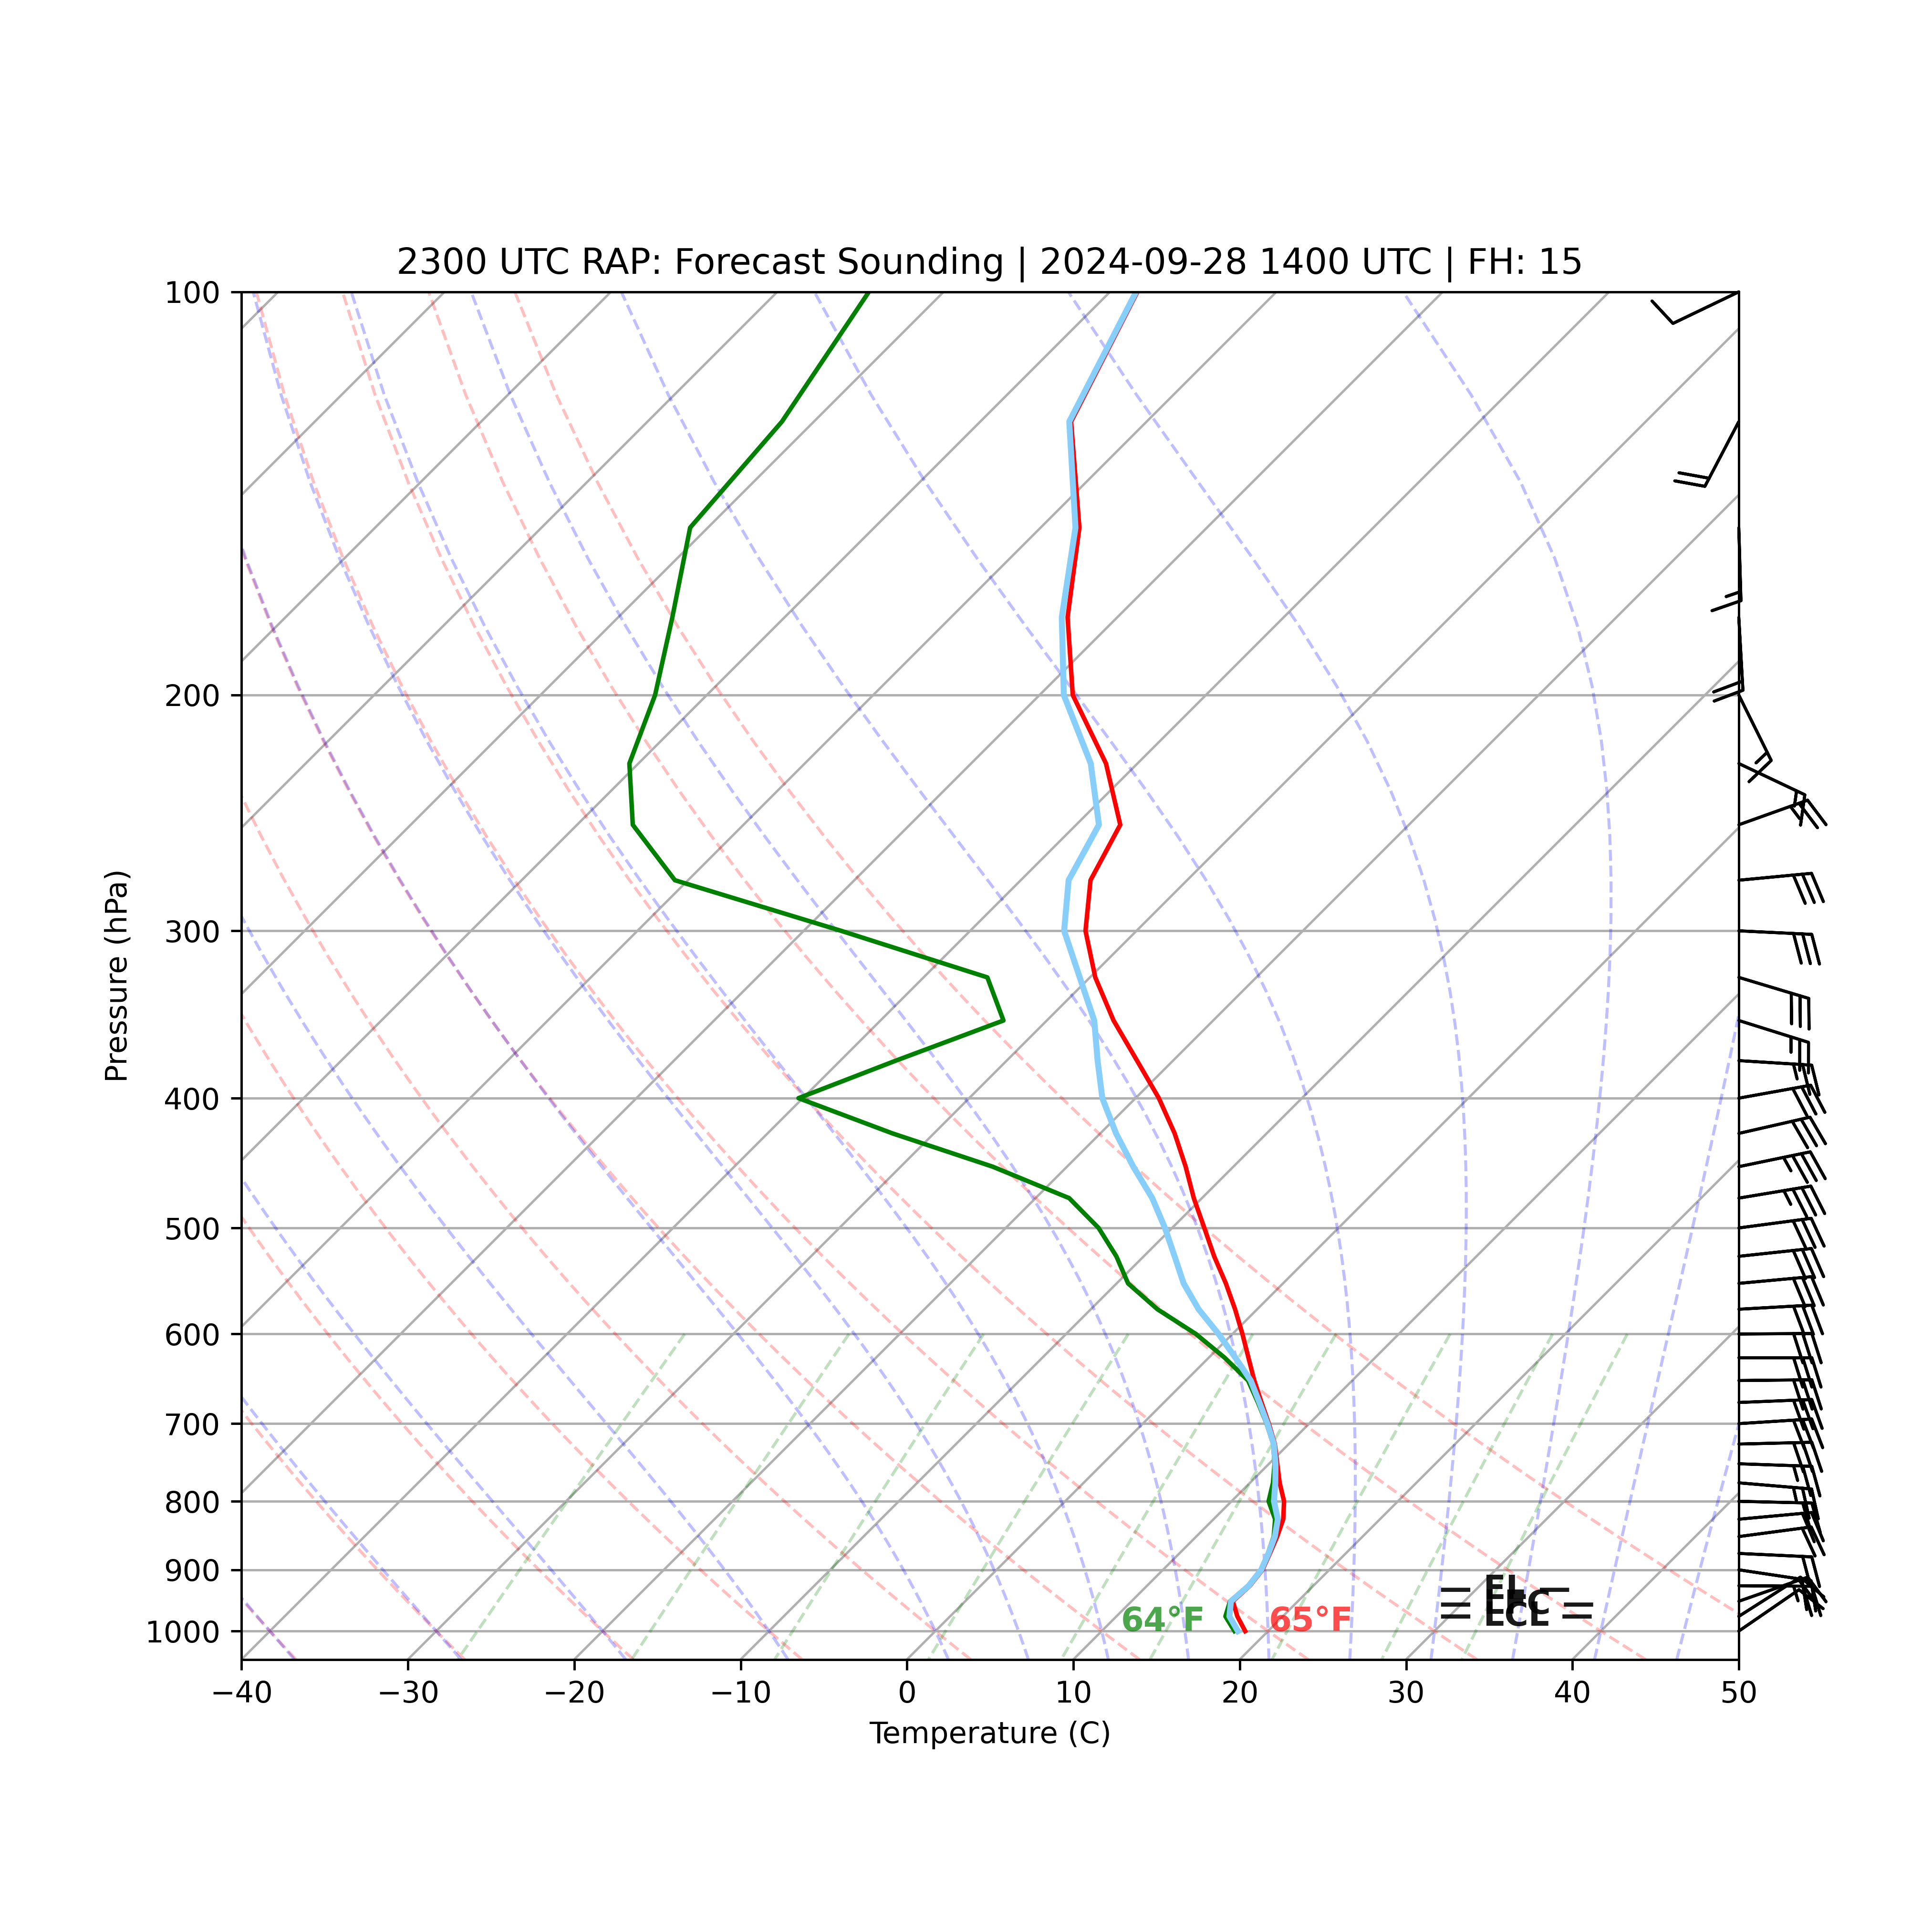 2300 UTC RAP: Forecast Sounding | 2024-09-28 1400 UTC | FH: 15
100
200
300
400
500
600
700
800
900
1000
Pressure (hPa)
EL
LCL
64°F 65°F
−40 −30 −20 −10 0 10 20 30 40 50
Temperature (C)